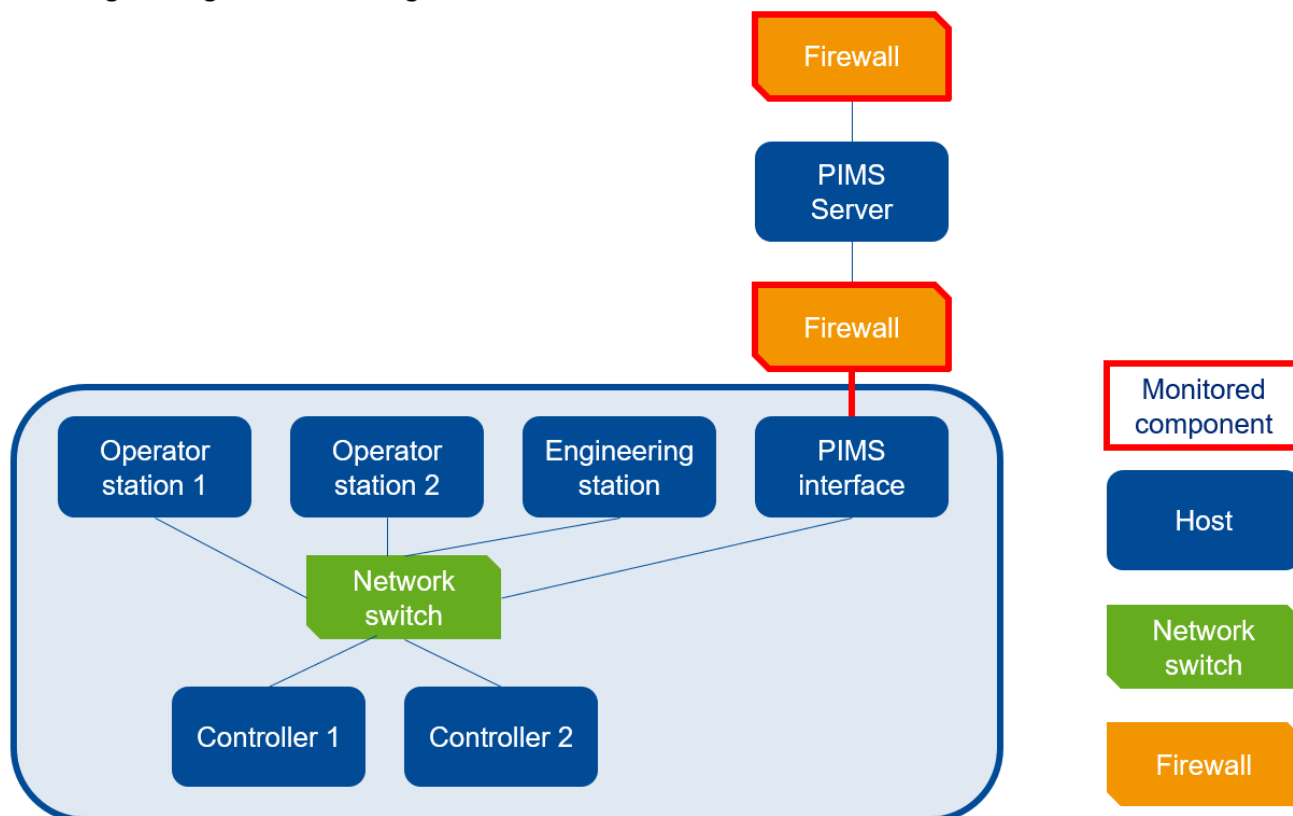 Firewall
PIMS
Server
Firewall
Operator
station 1
Operator
station 2
Engineering
station
PIMS
interface
Network
switch
Controller 1
Controller 2
Monitored
component
Host
Network
switch
Firewall